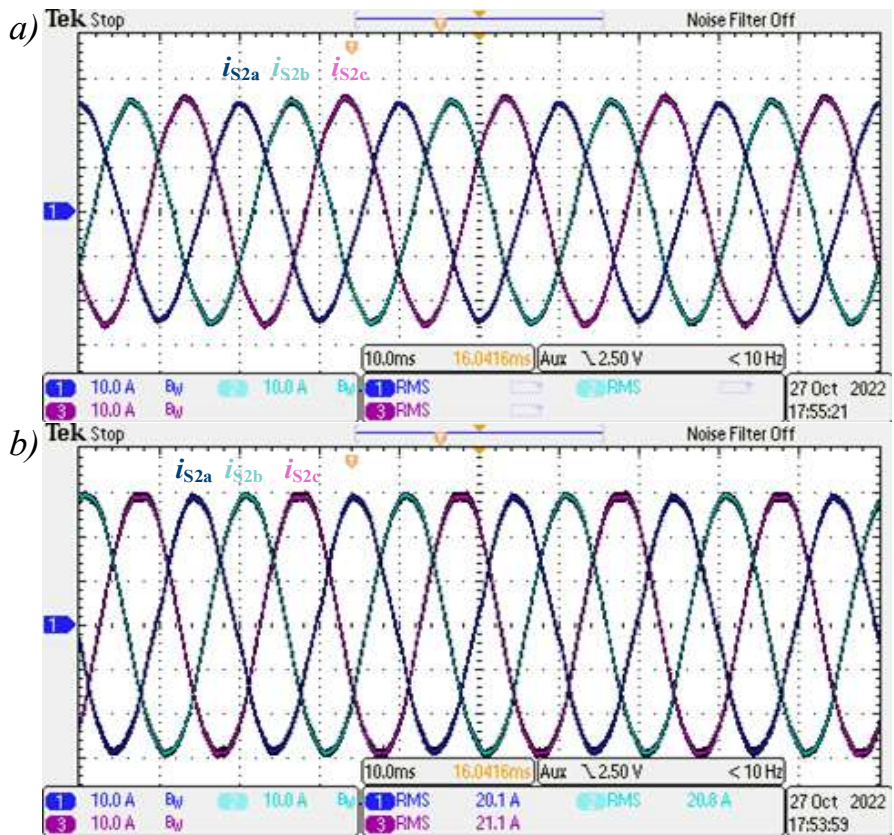 a)
Tek Stop
Noise Filter Off
iS2a iS2b iS2c
1
10.0ms 16.0416ms Aux 2.50 V < 10 Hz
1 10.0 A BW 2 10.0 A BW 1 RMS 2 RMS 27 Oct 2022
3 10.0 A BW 3 RMS 17:55:21
b)
Tek Stop
Noise Filter Off
iS2a iS2b iS2c
1
10.0ms 16.0416ms Aux 2.50 V < 10 Hz
1 10.0 A BW 2 10.0 A BW 1 RMS 20.1 A 2 RMS 20.8 A 27 Oct 2022
3 10.0 A BW 3 RMS 21.1 A 17:53:59